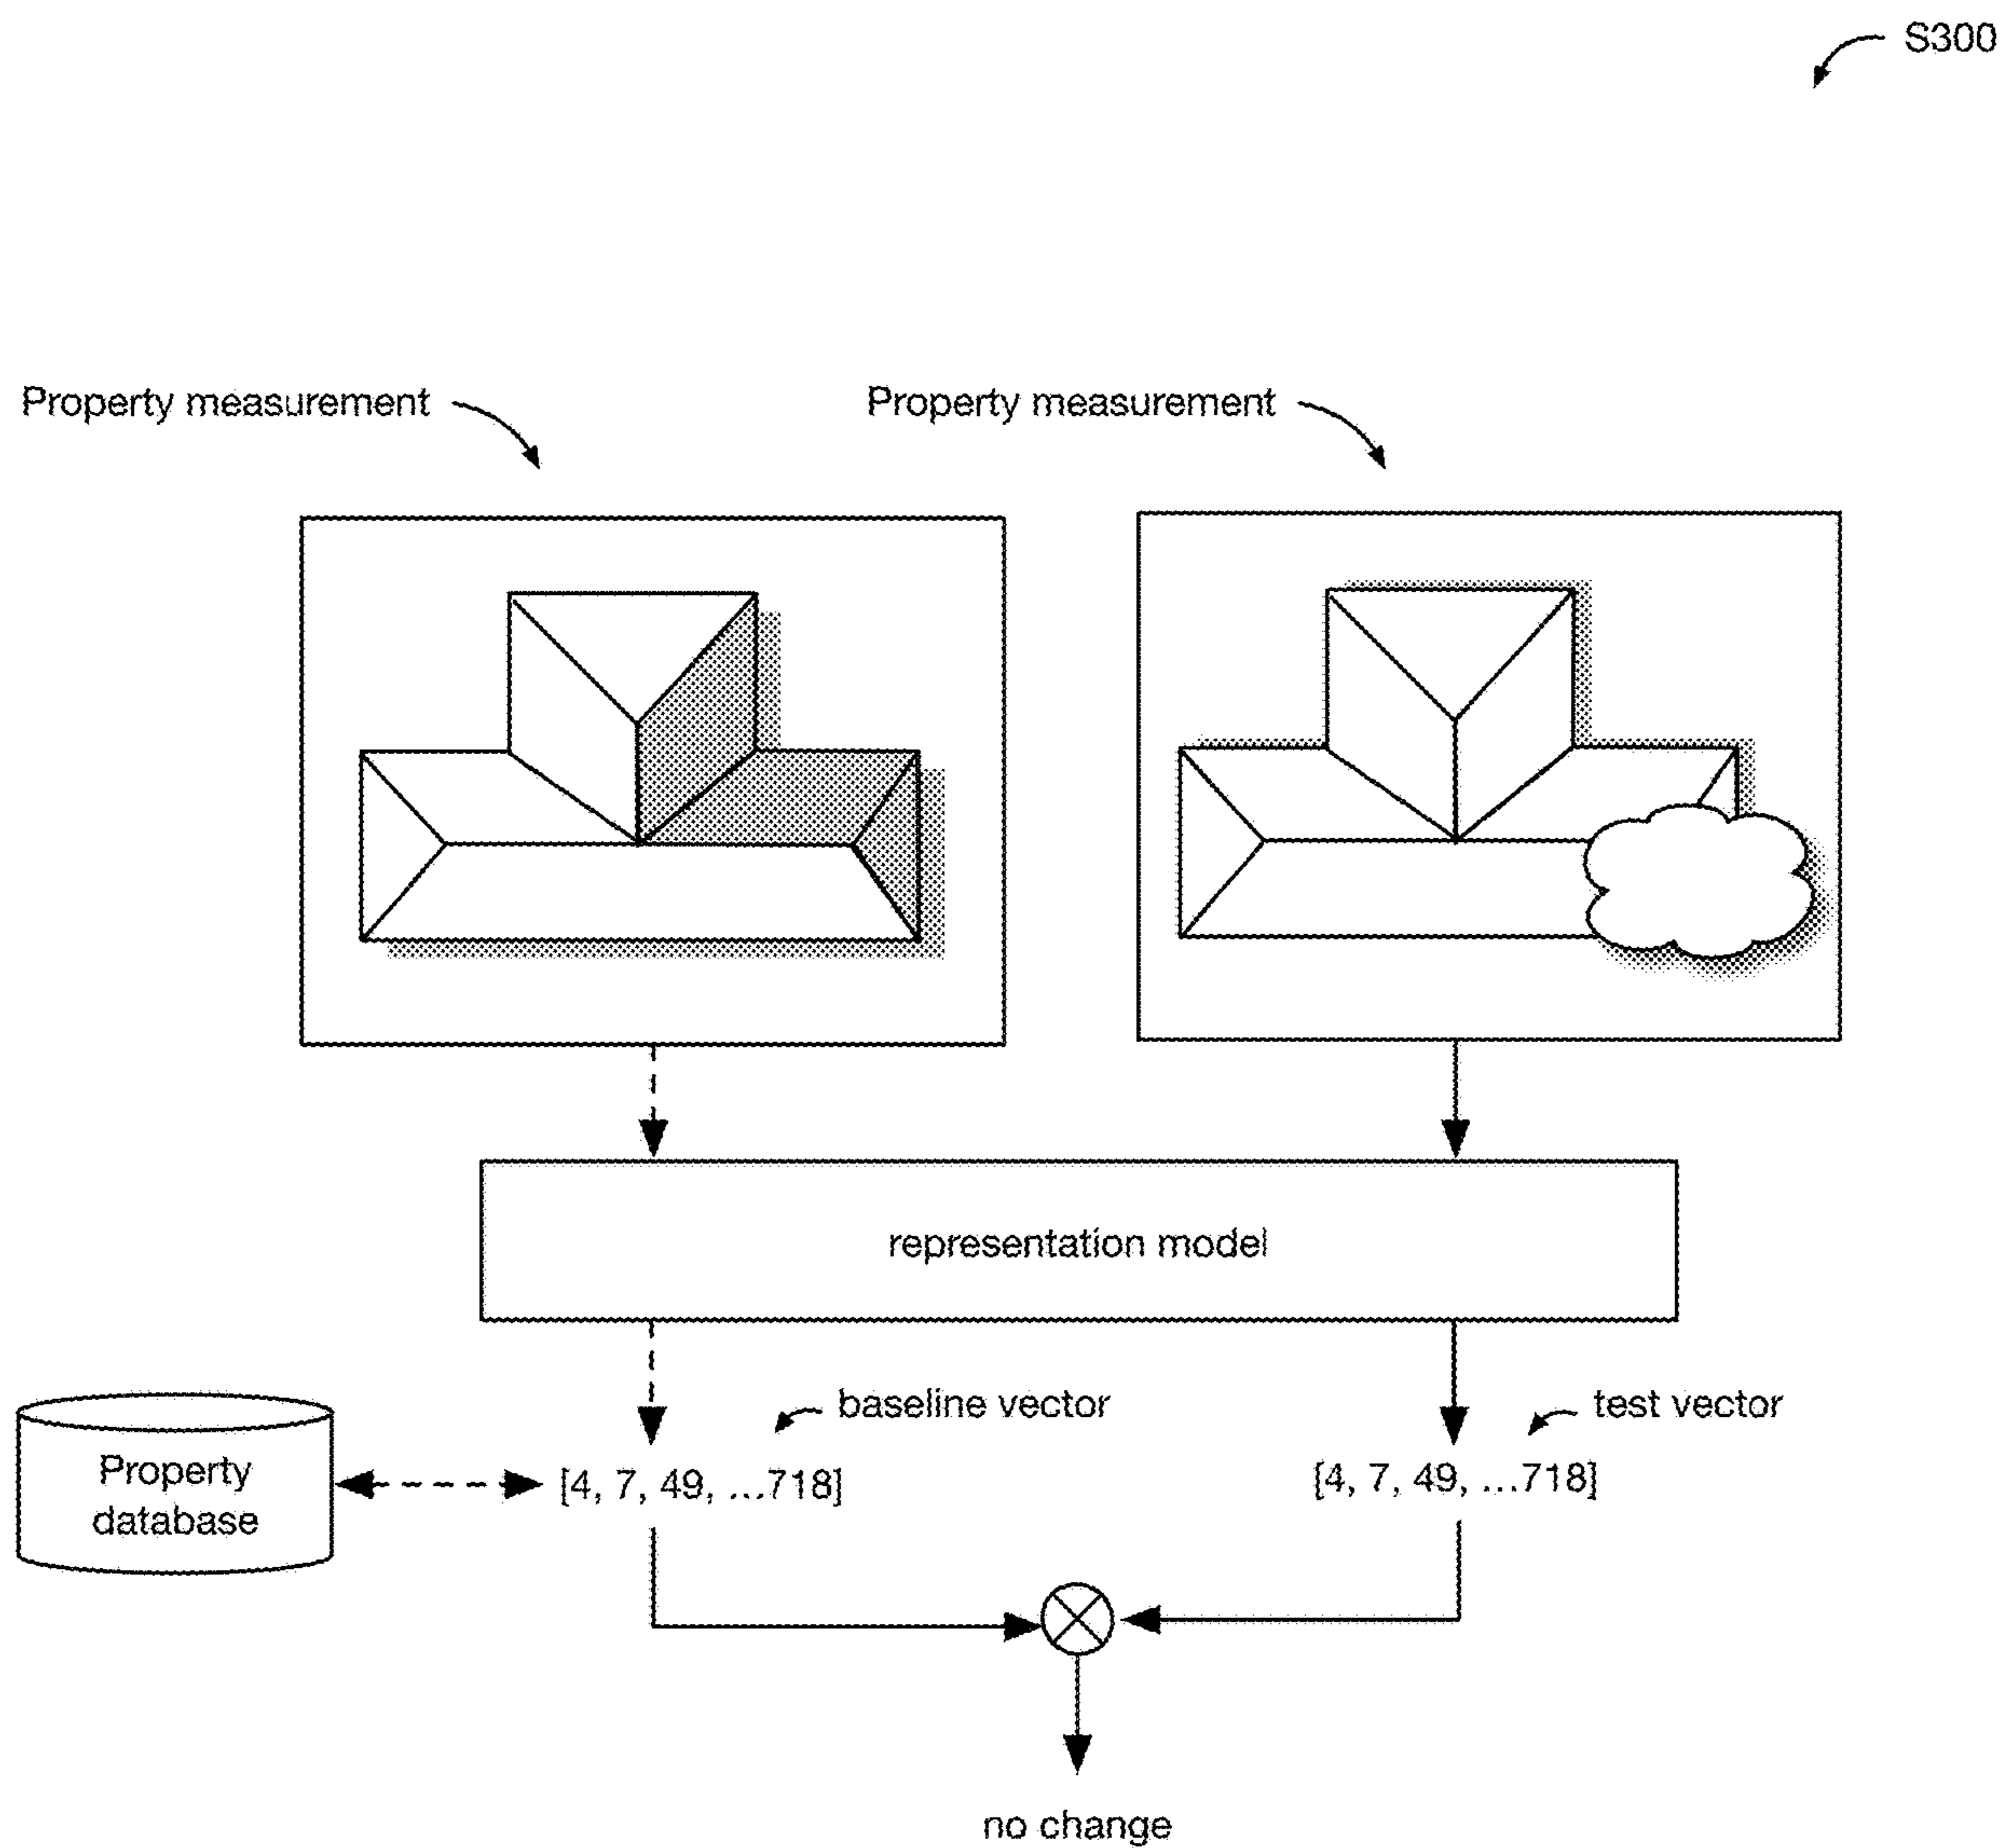 S300
Property measurement
Property measurement
representation model
baseline vector
test vector
Property
database
[4, 7, 49, ...718]
[4, 7, 49, ...718]
no change